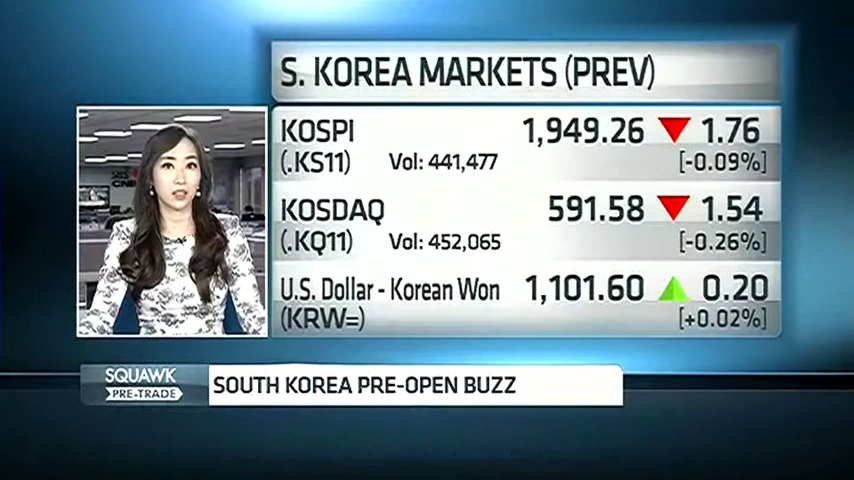 S. KOREA MARKETS (PREV)
KOSPI 1,949.26 ▼ 1.76
(.KS11) Vol: 441,477 [-0.09%]
KOSDAQ 591.58 ▼ 1.54
(.KQ11) Vol: 452,065 [-0.26%]
U.S. Dollar - Korean Won 1,101.60 ▲ 0.20
(KRW=) [+0.02%]
SQUAWK
PRE-TRADE
SOUTH KOREA PRE-OPEN BUZZ